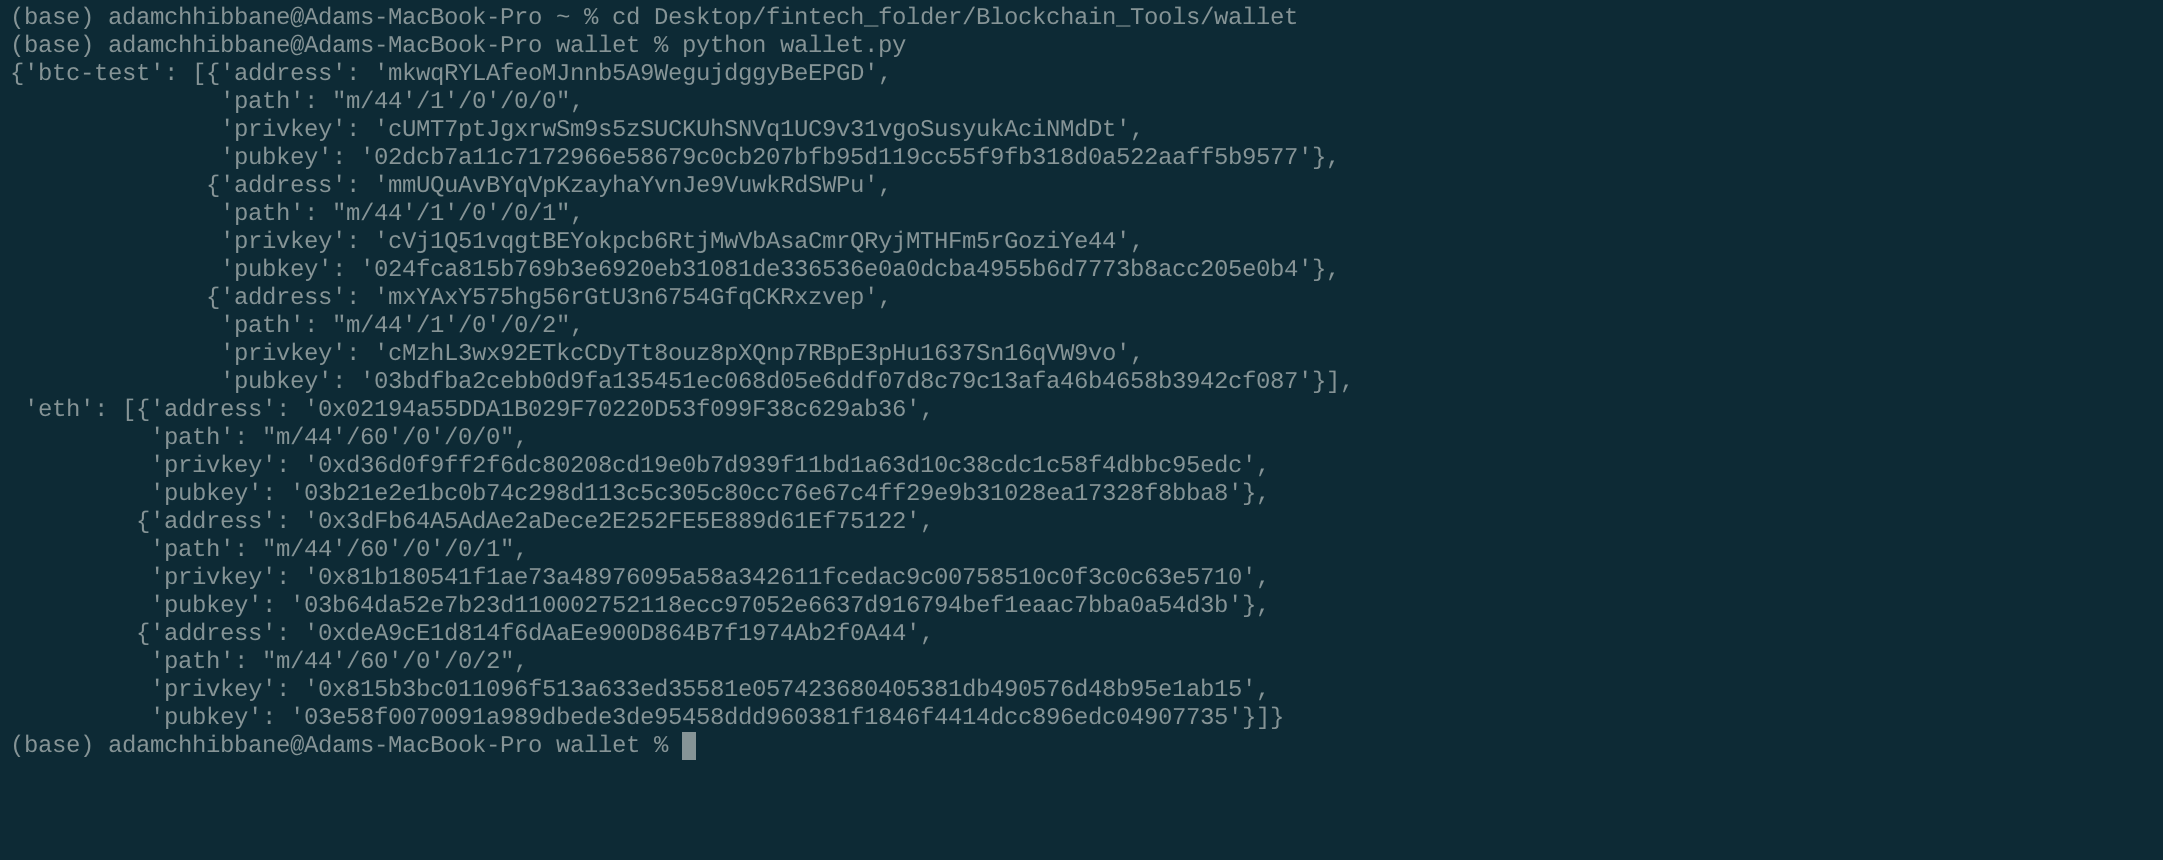 (base) adamchhibbane@Adams-MacBook-Pro ~ % cd Desktop/fintech_folder/Blockchain_Tools/wallet
(base) adamchhibbane@Adams-MacBook-Pro wallet % python wallet.py
{'btc-test': [{'address': 'mkwqRYLAfeoMJnnb5A9WegujdggyBeEPGD',
'path': "m/44'/1'/0'/0/0",
'privkey': 'cUMT7ptJgxrwSm9s5zSUCKUhSNVq1UC9v31vgoSusyukAciNMdDt',
'pubkey': '02dcb7a11c7172966e58679c0cb207bfb95d119cc55f9fb318d0a522aaff5b9577'},
{'address': 'mmUQuAvBYqVpKzayhaYvnJe9VuwkRdSWPu',
'path': "m/44'/1'/0'/0/1",
'privkey': 'cVj1Q51vqgtBEYokpcb6RtjMwVbAsaCmrQRyjMTHFm5rGoziYe44',
'pubkey': '024fca815b769b3e6920eb31081de336536e0a0dcba4955b6d7773b8acc205e0b4'},
{'address': 'mxYAxY575hg56rGtU3n6754GfqCKRxzvep',
'path': "m/44'/1'/0'/0/2",
'privkey': 'cMzhL3wx92ETkcCDyTt8ouz8pXQnp7RBpE3pHu1637Sn16qVW9vo',
'pubkey': '03bdfba2cebb0d9fa135451ec068d05e6ddf07d8c79c13afa46b4658b3942cf087'}],
'eth': [{'address': '0x02194a55DDA1B029F70220D53f099F38c629ab36',
'path': "m/44'/60'/0'/0/0",
'privkey': '0xd36d0f9ff2f6dc80208cd19e0b7d939f11bd1a63d10c38cdc1c58f4dbbc95edc',
'pubkey': '03b21e2e1bc0b74c298d113c5c305c80cc76e67c4ff29e9b31028ea17328f8bba8'},
{'address': '0x3dFb64A5AdAe2aDece2E252FE5E889d61Ef75122',
'path': "m/44'/60'/0'/0/1",
'privkey': '0x81b180541f1ae73a48976095a58a342611fcedac9c00758510c0f3c0c63e5710',
'pubkey': '03b64da52e7b23d110002752118ecc97052e6637d916794bef1eaac7bba0a54d3b'},
{'address': '0xdeA9cE1d814f6dAaEe900D864B7f1974Ab2f0A44',
'path': "m/44'/60'/0'/0/2",
'privkey': '0x815b3bc011096f513a633ed35581e057423680405381db490576d48b95e1ab15',
'pubkey': '03e58f0070091a989dbede3de95458ddd960381f1846f4414dcc896edc04907735'}]}
(base) adamchhibbane@Adams-MacBook-Pro wallet %